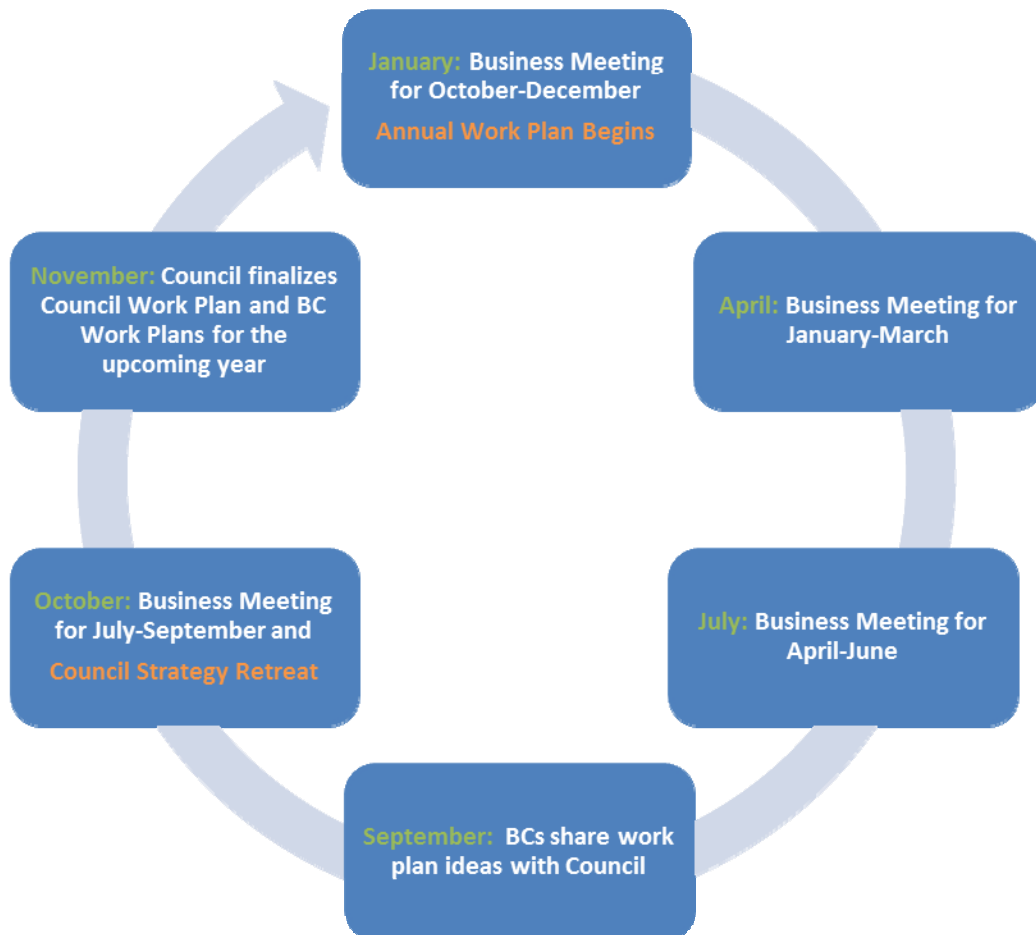 January: Business Meeting
for October-December
Annual Work Plan Begins
April: Business Meeting for
January-March
July: Business Meeting for
April-June
September: BCs share work
plan ideas with Council
October: Business Meeting
for July-September and
Council Strategy Retreat
November: Council finalizes
Council Work Plan and BC
Work Plans for the
upcoming year